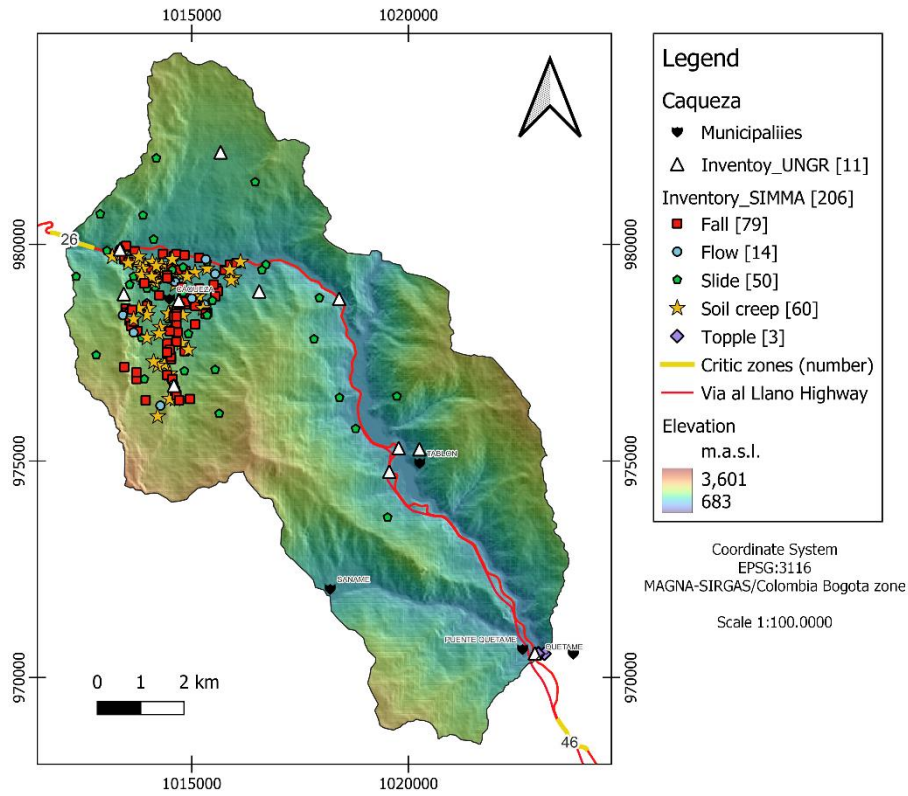 1015000
1020000
980000
975000
970000
980000
975000
970000
1015000
1020000
26
CAQUEZA
TABLON
SANAME
PUENTE QUETAME
QUETAME
46
0 1 2 km
Legend
Caqueza
Municipaliies
Inventoy_UNGR [11]
Inventory_SIMMA [206]
Fall [79]
Flow [14]
Slide [50]
Soil creep [60]
Topple [3]
Critic zones (number)
Via al Llano Highway
Elevation
m.a.s.l.
3,601
683
Coordinate System
EPSG:3116
MAGNA-SIRGAS/Colombia Bogota zone
Scale 1:100.0000